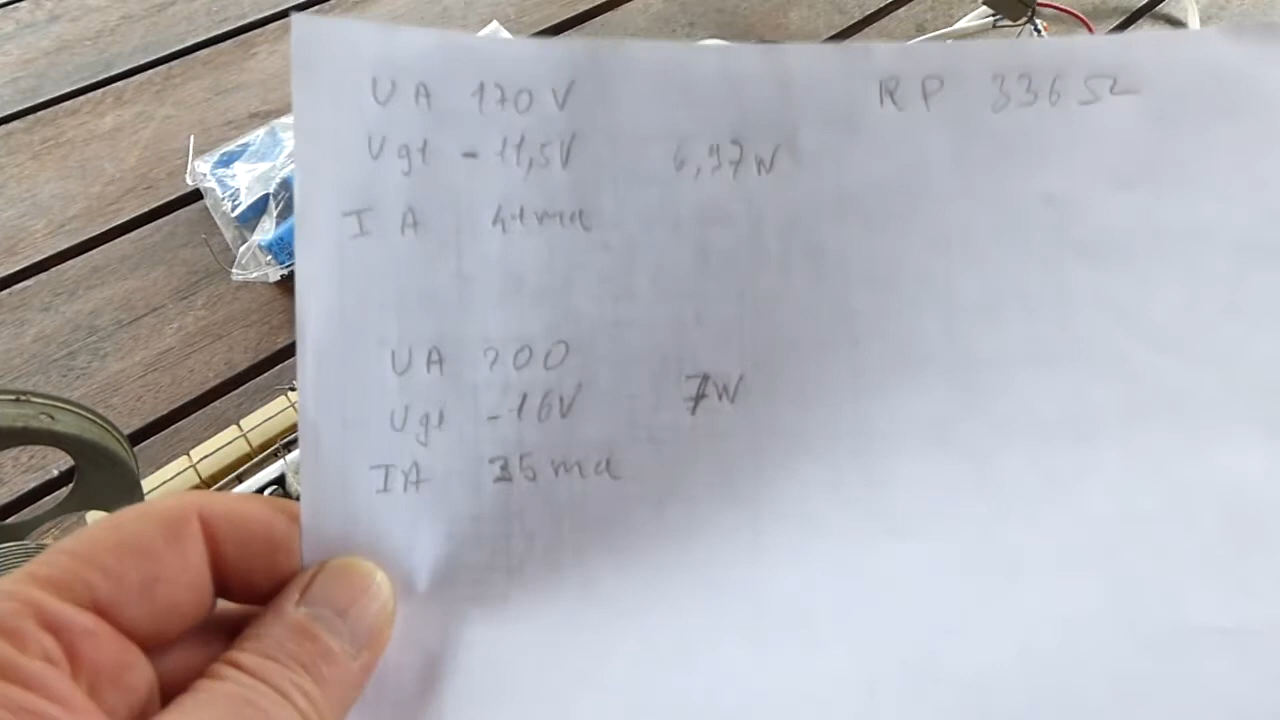 UA 170V RP 336Ω
Vg1 - 11,5V 6,97W
IA 41ma
UA 200
Vg1 -16V 7W
IA 35ma